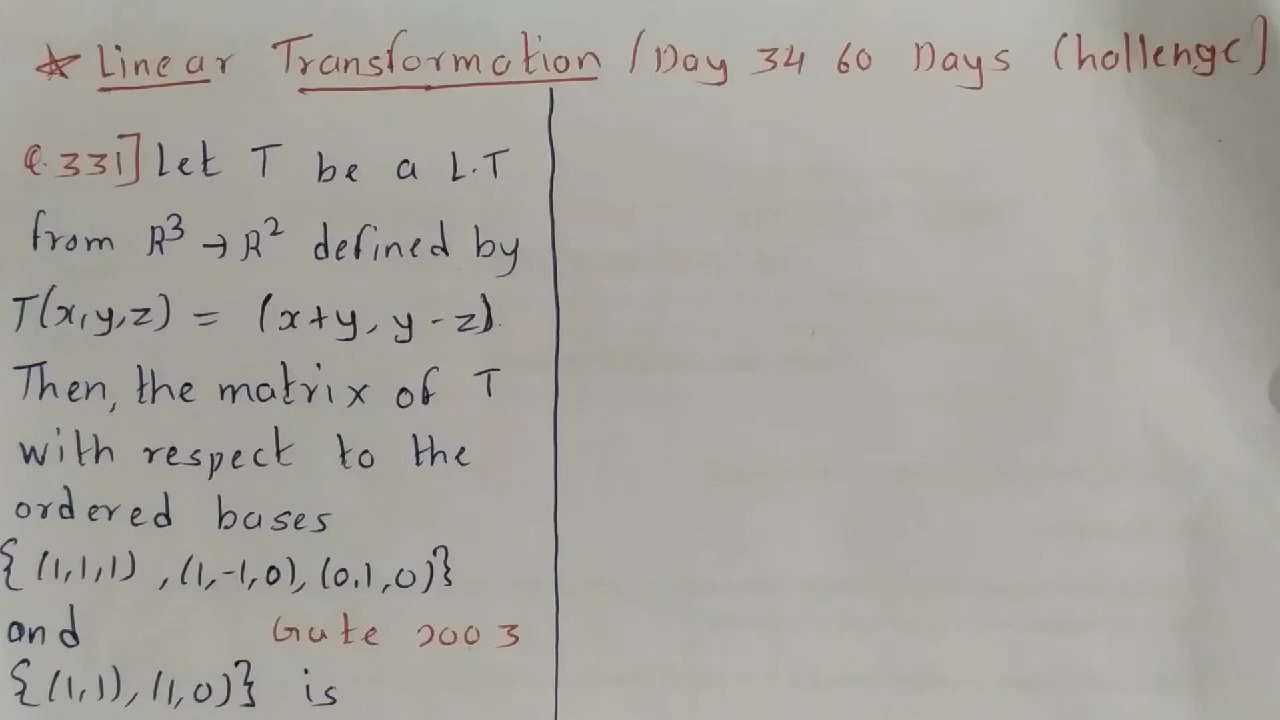 * Linear Transformation / Day 34 60 Days Challenge]
Q.331] Let T be a L.T
from R³ → R² defined by
T(x,y,z) = (x+y, y-z).
Then, the matrix of T
with respect to the
ordered bases
{(1,1,1), (1,-1,0), (0,1,0)}
and Gate 2003
{(1,1), (1,0)} is